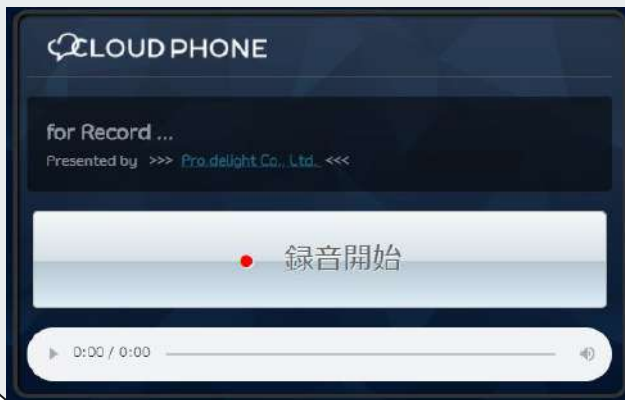 CLOUD PHONE
for Record ...
Presented by >>> Pro.delight Co., Ltd. <<<
録音開始
0:00 / 0:00